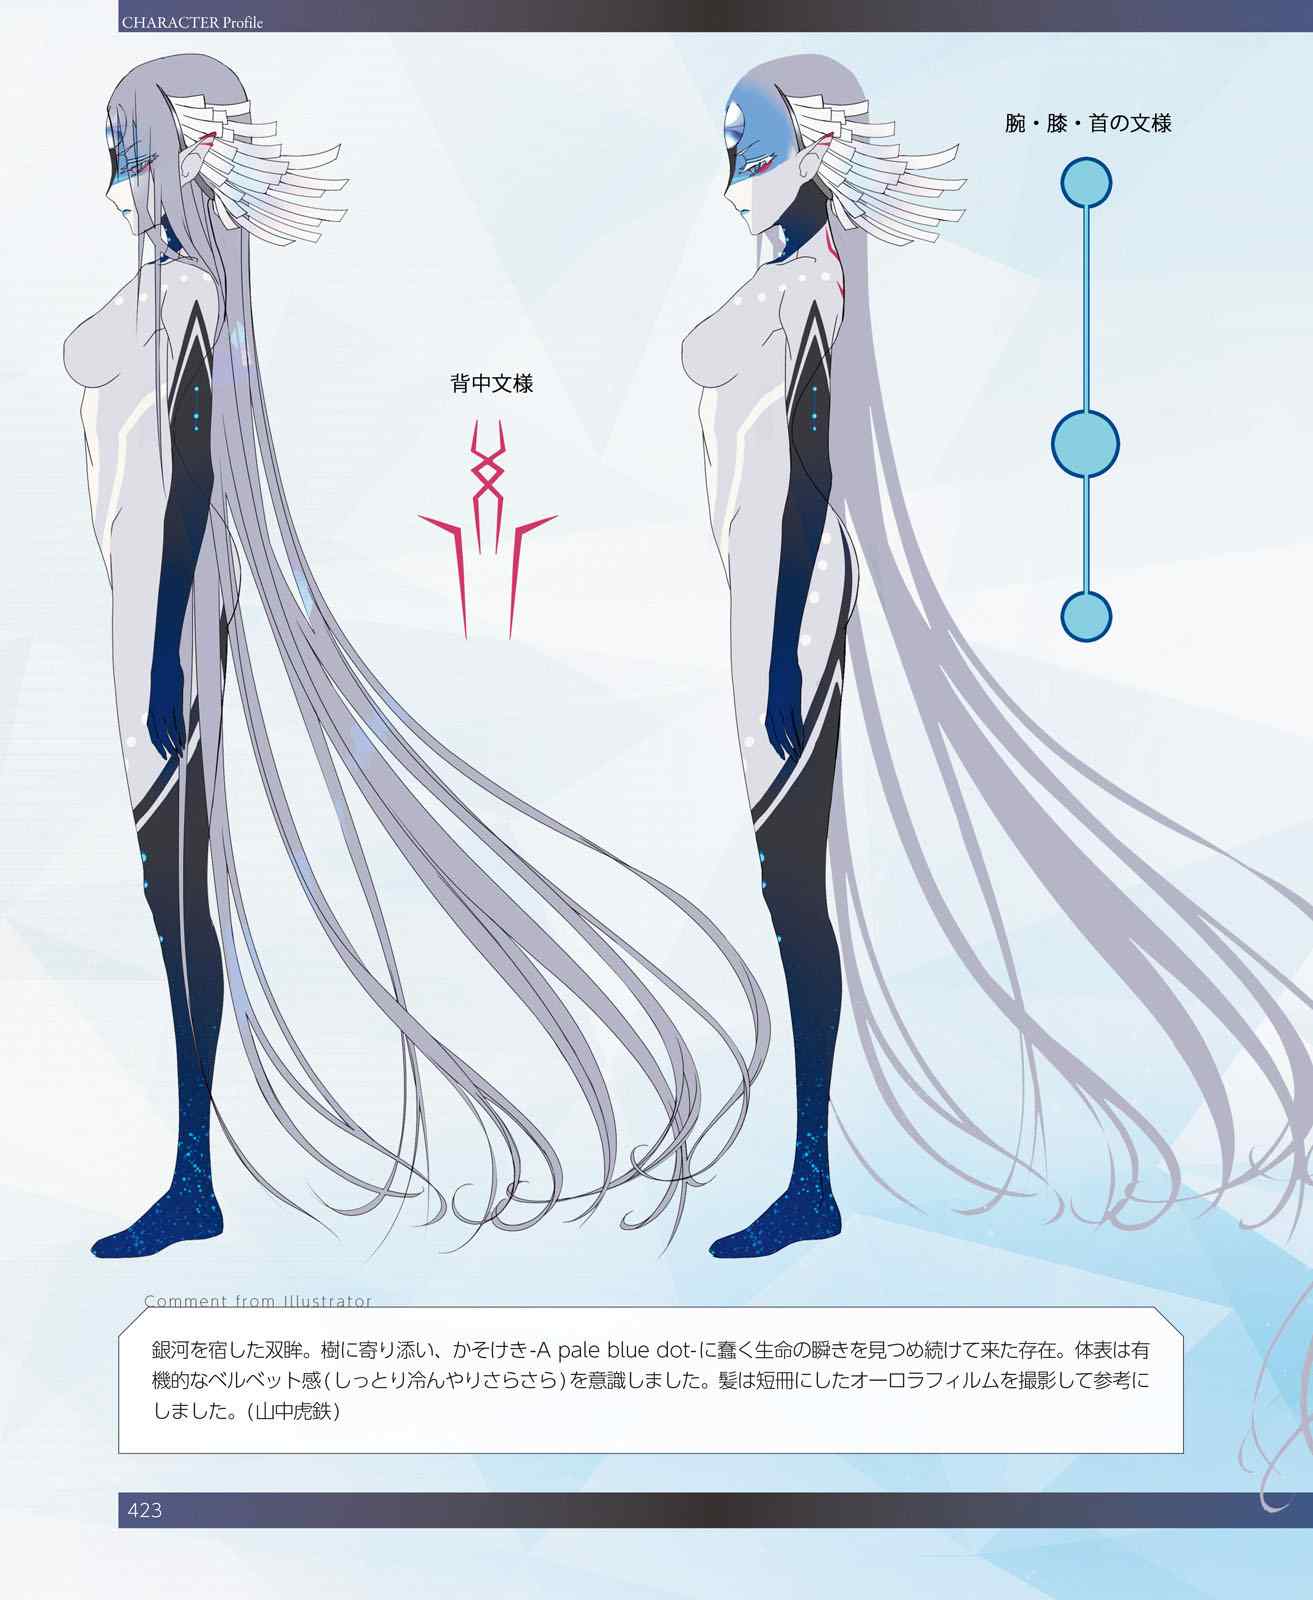 CHARACTER Profile
腕・膝・首の文様
背中文様
Comment from Illustrator
銀河を宿した双眸。樹に寄り添い、かそけき-A pale blue dot-に蠢く生命の瞬きを見つめ続けて来た存在。体表は有
機的なベルベット感(しっとり冷んやりさらさら)を意識しました。髪は短冊にしたオーロラフィルムを撮影して参考に
しました。(山中虎鉄)
423